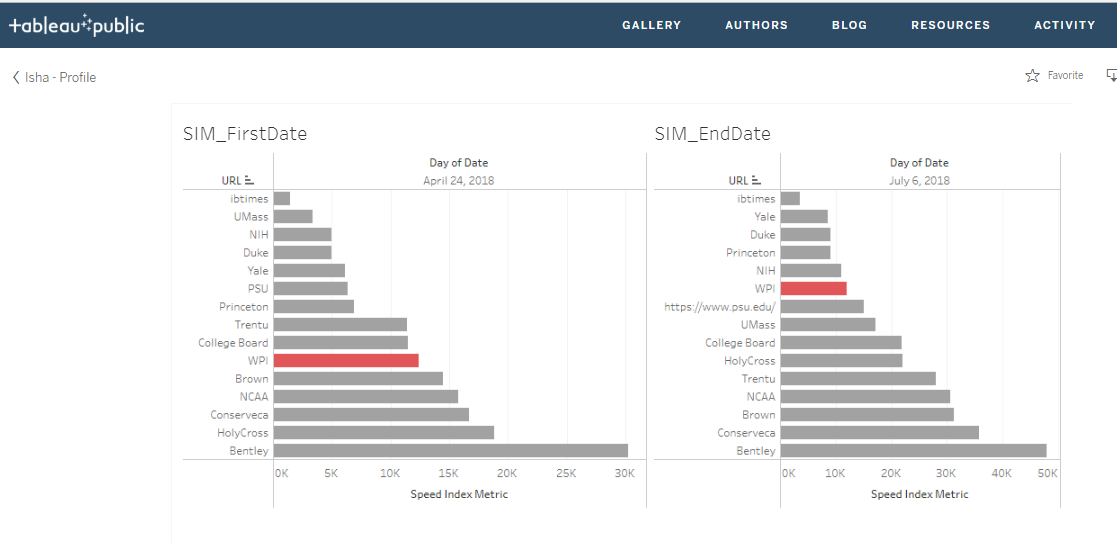 +ableau public
GALLERY AUTHORS BLOG RESOURCES ACTIVITY
Isha - Profile
Favorite
SIM_FirstDate
Day of Date
URL April 24, 2018
ibtimes
UMass
NIH
Duke
Yale
PSU
Princeton
Trentu
College Board
WPI
Brown
NCAA
Conserveca
HolyCross
Bentley
0K 5K 10K 15K 20K 25K 30K
Speed Index Metric
SIM_EndDate
Day of Date
URL July 6, 2018
ibtimes
Yale
Duke
Princeton
NIH
WPI
https://www.psu.edu/
UMass
College Board
HolyCross
Trentu
NCAA
Brown
Conserveca
Bentley
0K 10K 20K 30K 40K 50K
Speed Index Metric